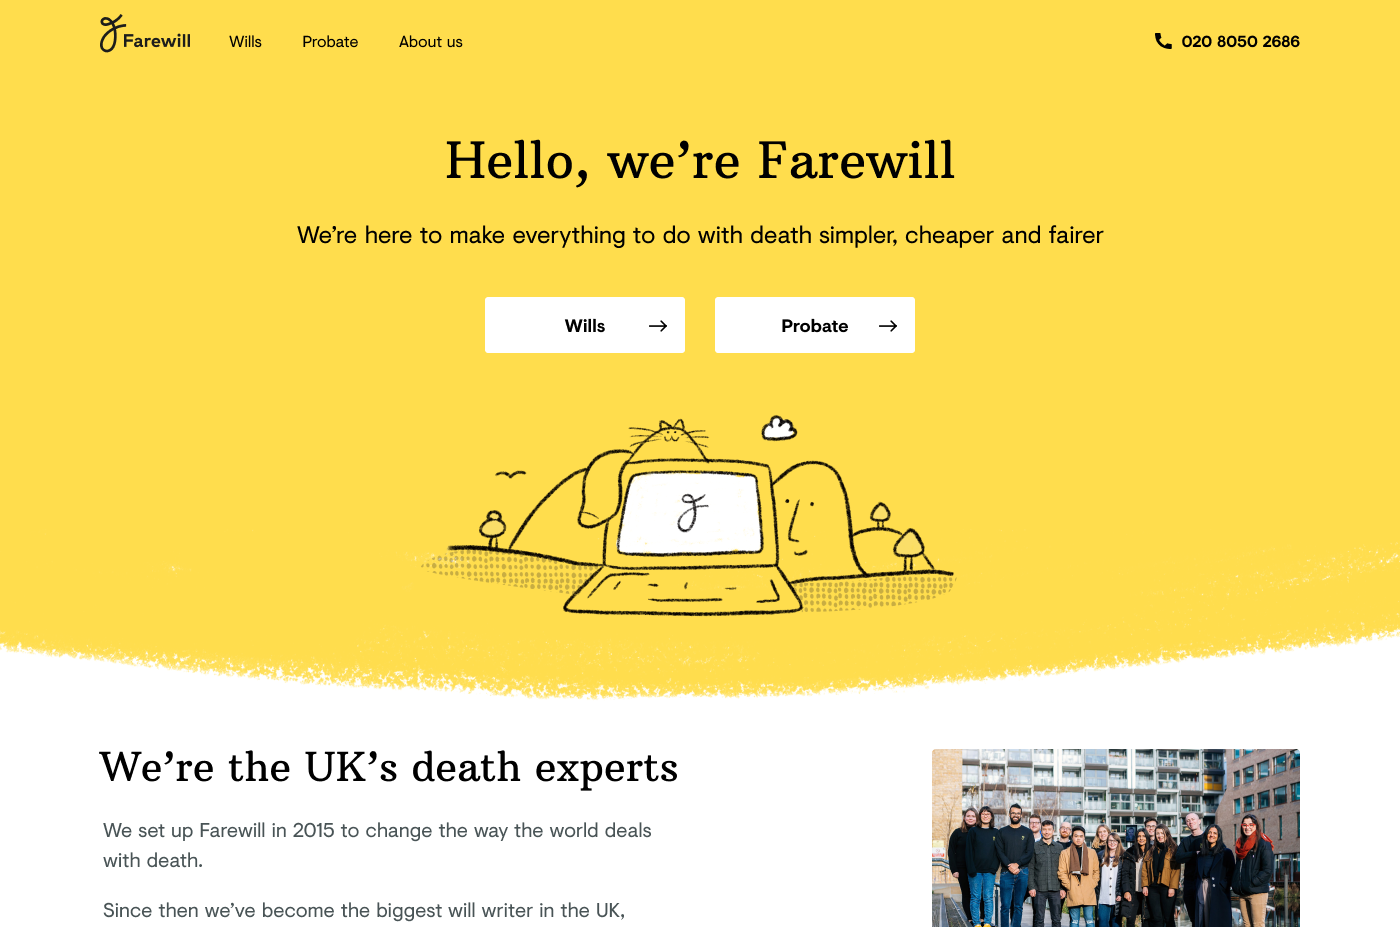 Farewill
Wills
Probate
About us
020 8050 2686
Hello, we’re Farewill
We’re here to make everything to do with death simpler, cheaper and fairer
Wills
Probate
We’re the UK’s death experts
We set up Farewill in 2015 to change the way the world deals
with death.
Since then we’ve become the biggest will writer in the UK,